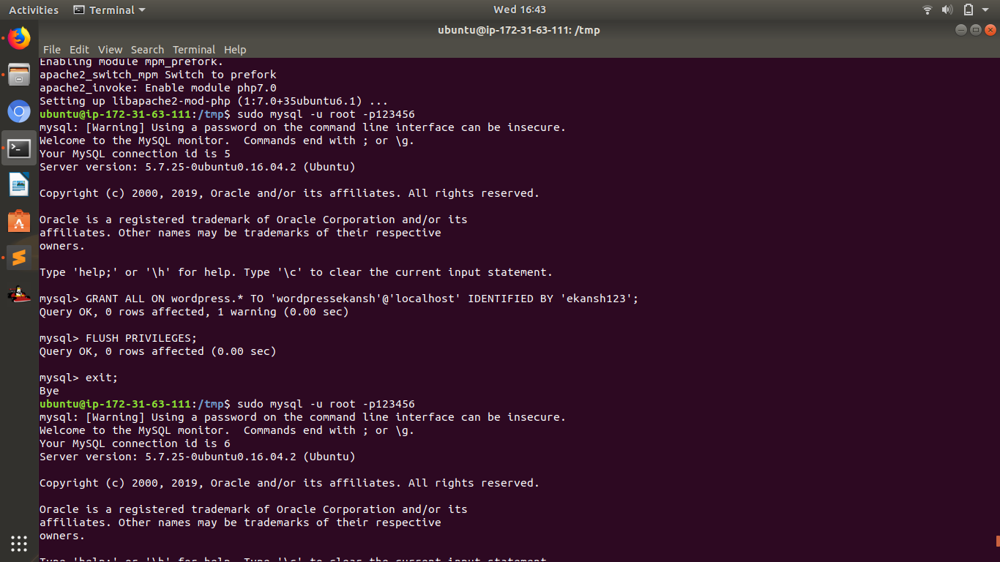 Activities Terminal Wed 16:43
ubuntu@ip-172-31-63-111: /tmp
File Edit View Search Terminal Help
Enabling module mpm_prefork.
apache2_switch_mpm Switch to prefork
apache2_invoke: Enable module php7.0
Setting up libapache2-mod-php (1:7.0+35ubuntu6.1) ...
ubuntu@ip-172-31-63-111:/tmp$ sudo mysql -u root -p123456
mysql: [Warning] Using a password on the command line interface can be insecure.
Welcome to the MySQL monitor.  Commands end with ; or \g.
Your MySQL connection id is 5
Server version: 5.7.25-0ubuntu0.16.04.2 (Ubuntu)

Copyright (c) 2000, 2019, Oracle and/or its affiliates. All rights reserved.

Oracle is a registered trademark of Oracle Corporation and/or its
affiliates. Other names may be trademarks of their respective
owners.

Type 'help;' or '\h' for help. Type '\c' to clear the current input statement.

mysql> GRANT ALL ON wordpress.* TO 'wordpressekansh'@'localhost' IDENTIFIED BY 'ekansh123';
Query OK, 0 rows affected, 1 warning (0.00 sec)

mysql> FLUSH PRIVILEGES;
Query OK, 0 rows affected (0.00 sec)

mysql> exit;
Bye
ubuntu@ip-172-31-63-111:/tmp$ sudo mysql -u root -p123456
mysql: [Warning] Using a password on the command line interface can be insecure.
Welcome to the MySQL monitor.  Commands end with ; or \g.
Your MySQL connection id is 6
Server version: 5.7.25-0ubuntu0.16.04.2 (Ubuntu)

Copyright (c) 2000, 2019, Oracle and/or its affiliates. All rights reserved.

Oracle is a registered trademark of Oracle Corporation and/or its
affiliates. Other names may be trademarks of their respective
owners.

Type 'help;' or '\h' for help. Type '\c' to clear the current input statement.